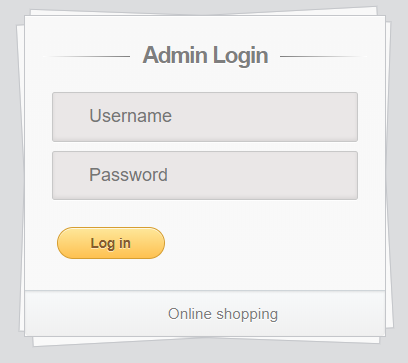 Admin Login
Username
Password
Log in
Online shopping